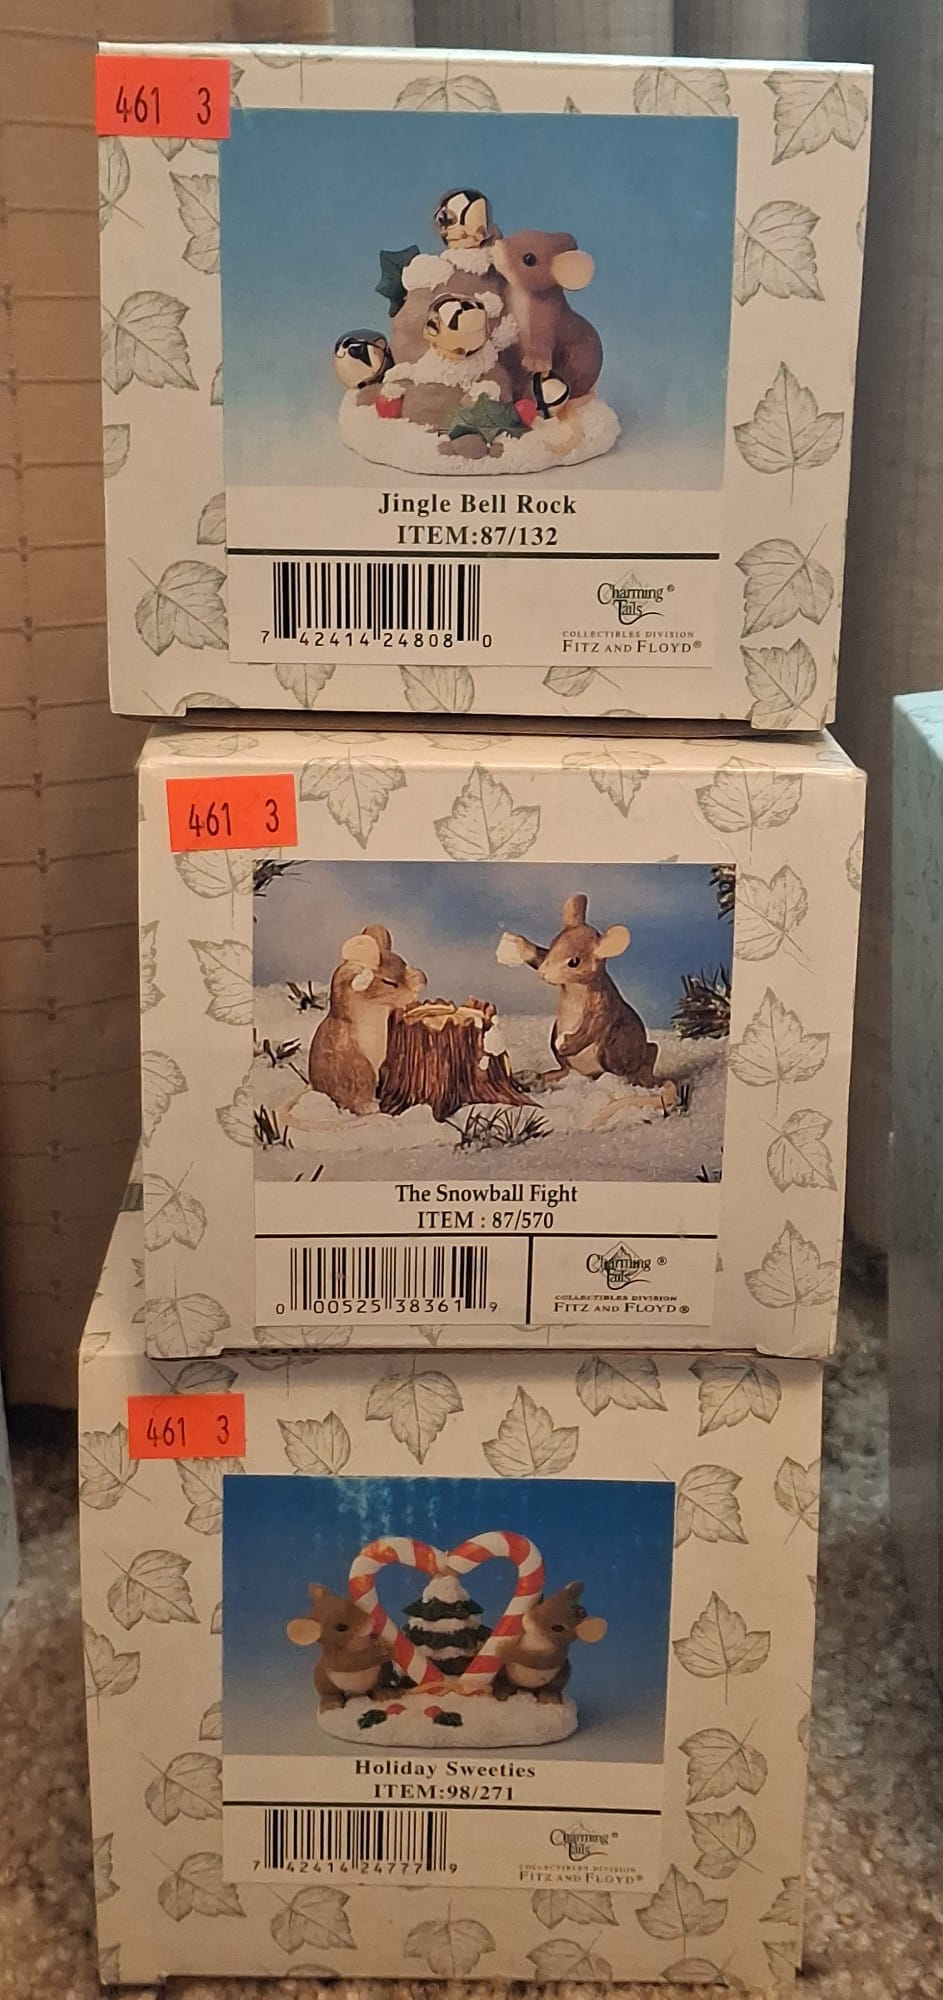 461 3
Jingle Bell Rock
ITEM:87/132
7 42414 24808 0
Charming Tails ®
COLLECTIBLES DIVISION
FITZ AND FLOYD®
461 3
The Snowball Fight
ITEM : 87/570
0 00525 38361 9
Charming Tails ®
COLLECTIBLES DIVISION
FITZ AND FLOYD®
461 3
Holiday Sweeties
ITEM:98/271
7 42414 24777 9
Charming Tails ®
COLLECTIBLES DIVISION
FITZ AND FLOYD®